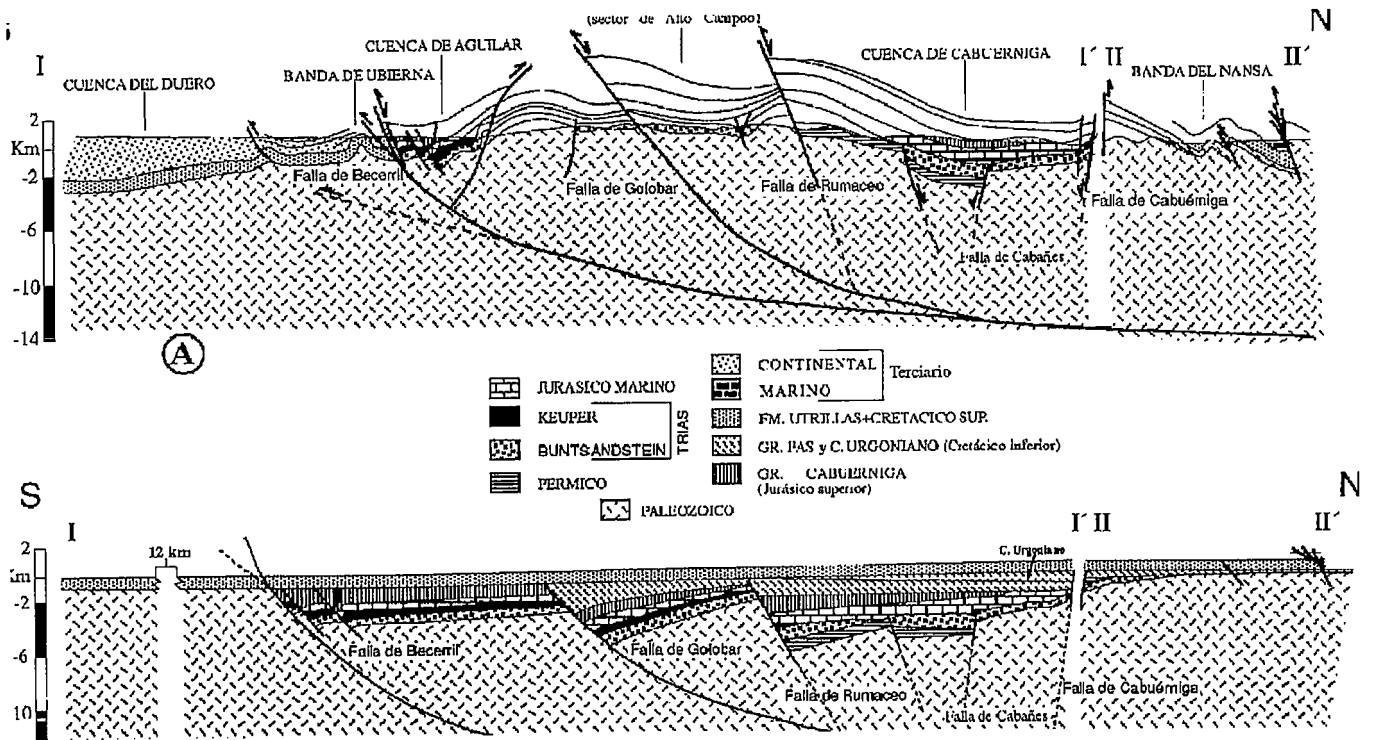 (sector de Alto Campoo)
N
CUENCA DE AGUILAR
CUENCA DE CABUERNIGA
I
I´ II
II´
BANDA DE UBIERNA
BANDA DEL NANSA
CUENCA DEL DUERO
2
Km
-2
-6
-10
-14
Falla de Becerril
Falla de Golobar
Falla de Rumaceo
Falla de Cabuérniga
Falla de Cabañes
A
JURASICO MARINO
KEUPER
BUNTSANDSTEIN
TRIAS
PERMICO
CONTINENTAL
MARINO
Terciario
FM. UTRILLAS+CRETACICO SUP.
GR. PAS y C. URGONIANO (Cretácico Inferior)
GR. CABUERNIGA
(Jurásico superior)
PALEOZOICO
S
N
I
I´ II
II´
12 km
C. Urgoniano
2
Km
-2
-6
10
Falla de Becerril
Falla de Golobar
Falla de Rumaceo
Falla de Cabañes
Falla de Cabuérniga